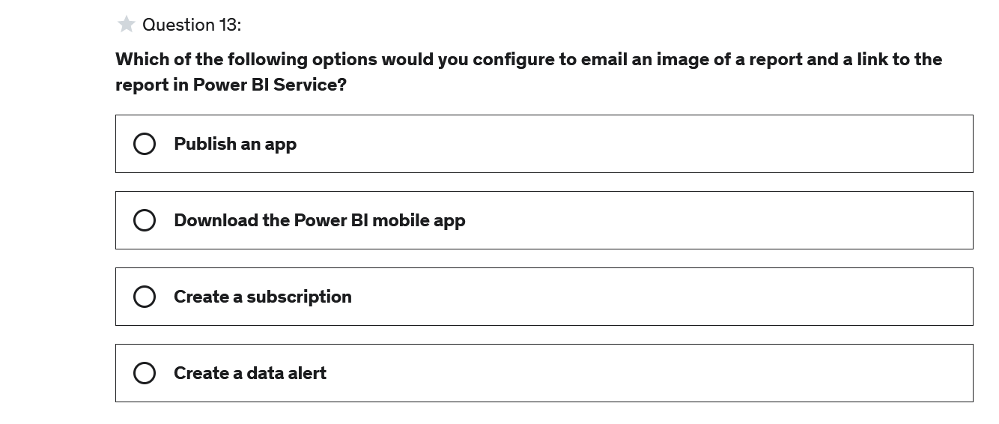 Question 13:
Which of the following options would you configure to email an image of a report and a link to the
report in Power BI Service?
Publish an app
Download the Power BI mobile app
Create a subscription
Create a data alert